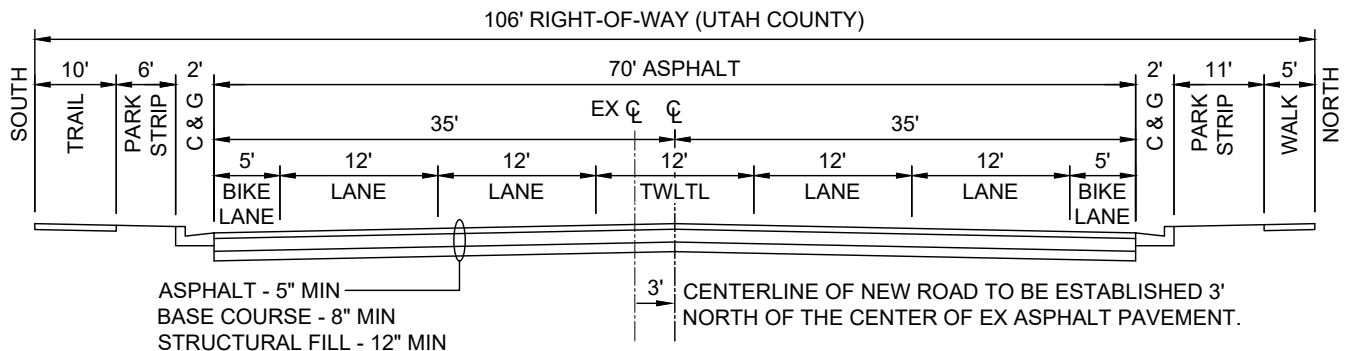 106' RIGHT-OF-WAY (UTAH COUNTY)
SOUTH
10'
TRAIL
6'
PARK
STRIP
2'
C & G
70' ASPHALT
2'
C & G
11'
PARK
STRIP
5'
WALK
NORTH
EX ℄ ℄
35' 35'
5'
BIKE
LANE
12'
LANE
12'
LANE
12'
TWLTL
12'
LANE
12'
LANE
5'
BIKE
LANE
ASPHALT - 5" MIN
BASE COURSE - 8" MIN
STRUCTURAL FILL - 12" MIN
3'
CENTERLINE OF NEW ROAD TO BE ESTABLISHED 3'
NORTH OF THE CENTER OF EX ASPHALT PAVEMENT.